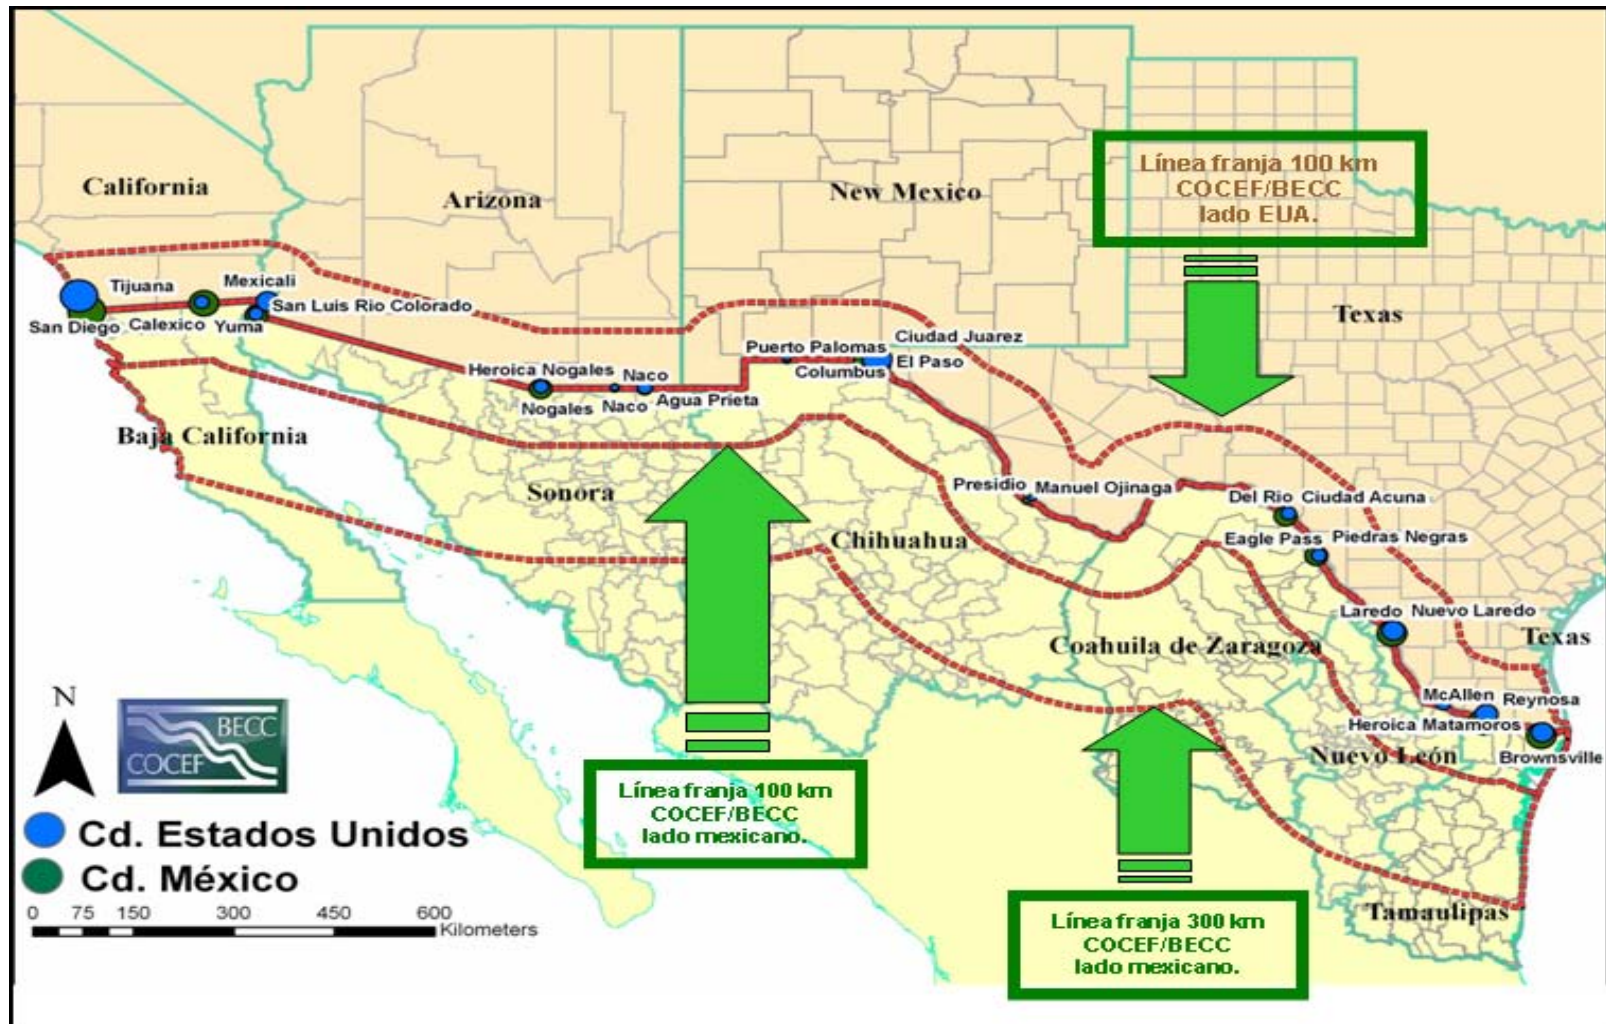 Línea franja 100 km
COCEF/BECC
lado EUA.
California
Arizona
New Mexico
Texas
Tijuana
Mexicali
San Luis Rio Colorado
San Diego
Calexico
Yuma
Ciudad Juarez
Puerto Palomas
Columbus
El Paso
Heroica Nogales
Naco
Nogales
Naco
Agua Prieta
Baja California
Sonora
Presidio
Manuel Ojinaga
Del Rio
Ciudad Acuna
Chihuahua
Eagle Pass
Piedras Negras
Laredo
Nuevo Laredo
Texas
Coahuila de Zaragoza
McAllen
Reynosa
Heroica Matamoros
Nuevo León
Brownsville
N
BECC
COCEF
Línea franja 100 km
COCEF/BECC
lado mexicano.
Cd. Estados Unidos
Cd. México
0 75 150 300 450 600
Kilometers
Línea franja 300 km
COCEF/BECC
lado mexicano.
Tamaulipas